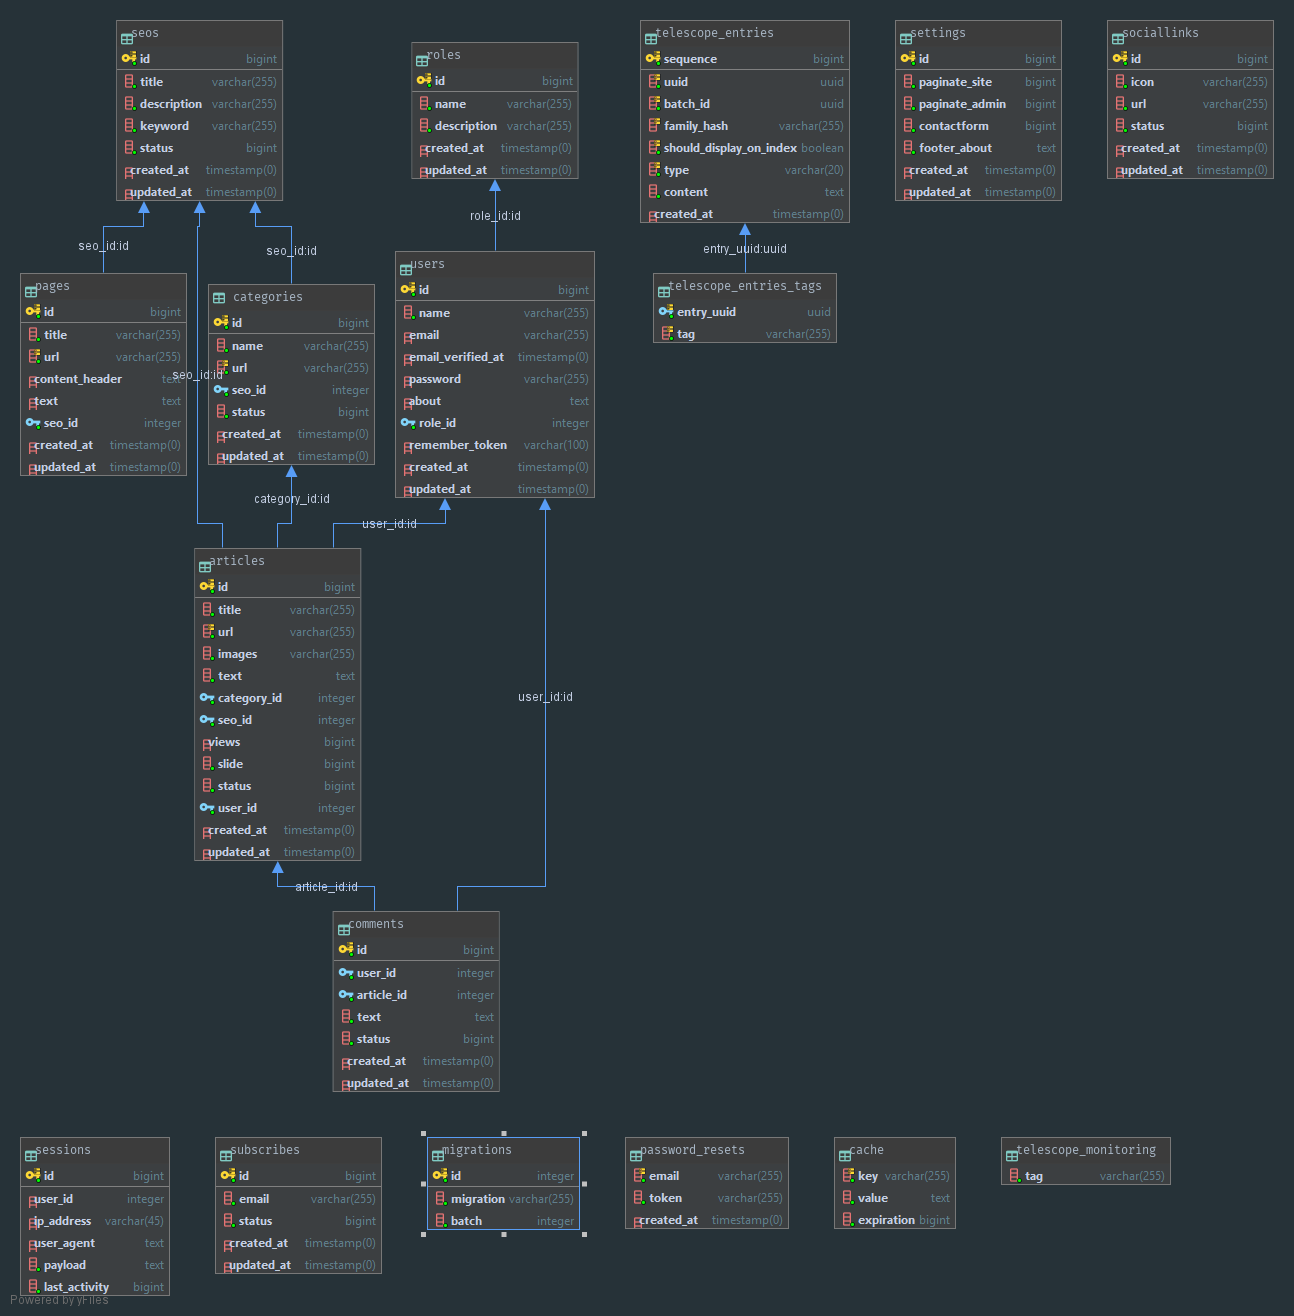 seos
id bigint
title varchar(255)
description varchar(255)
keyword varchar(255)
status bigint
created_at timestamp(0)
updated_at timestamp(0)
roles
id bigint
name varchar(255)
description varchar(255)
created_at timestamp(0)
updated_at timestamp(0)
telescope_entries
sequence bigint
uuid uuid
batch_id uuid
family_hash varchar(255)
should_display_on_index boolean
type varchar(20)
content text
created_at timestamp(0)
settings
id bigint
paginate_site bigint
paginate_admin bigint
contactform bigint
footer_about text
created_at timestamp(0)
updated_at timestamp(0)
sociallinks
id bigint
icon varchar(255)
url varchar(255)
status bigint
created_at timestamp(0)
updated_at timestamp(0)
seo_id:id
seo_id:id
role_id:id
entry_uuid:uuid
pages
id bigint
title varchar(255)
url varchar(255)
content_header text
text text
seo_id integer
created_at timestamp(0)
updated_at timestamp(0)
seo_id:id
categories
id bigint
name varchar(255)
url varchar(255)
seo_id integer
status bigint
created_at timestamp(0)
updated_at timestamp(0)
users
id bigint
name varchar(255)
email varchar(255)
email_verified_at timestamp(0)
password varchar(255)
about text
role_id integer
remember_token varchar(100)
created_at timestamp(0)
updated_at timestamp(0)
telescope_entries_tags
entry_uuid uuid
tag varchar(255)
category_id:id
user_id:id
articles
id bigint
title varchar(255)
url varchar(255)
images varchar(255)
text text
category_id integer
seo_id integer
views bigint
slide bigint
status bigint
user_id integer
created_at timestamp(0)
updated_at timestamp(0)
user_id:id
article_id:id
comments
id bigint
user_id integer
article_id integer
text text
status bigint
created_at timestamp(0)
updated_at timestamp(0)
sessions
id bigint
user_id integer
ip_address varchar(45)
user_agent text
payload text
last_activity bigint
subscribes
id bigint
email varchar(255)
status bigint
created_at timestamp(0)
updated_at timestamp(0)
migrations
id integer
migration varchar(255)
batch integer
password_resets
email varchar(255)
token varchar(255)
created_at timestamp(0)
cache
key varchar(255)
value text
expiration bigint
telescope_monitoring
tag varchar(255)
Powered by yFiles